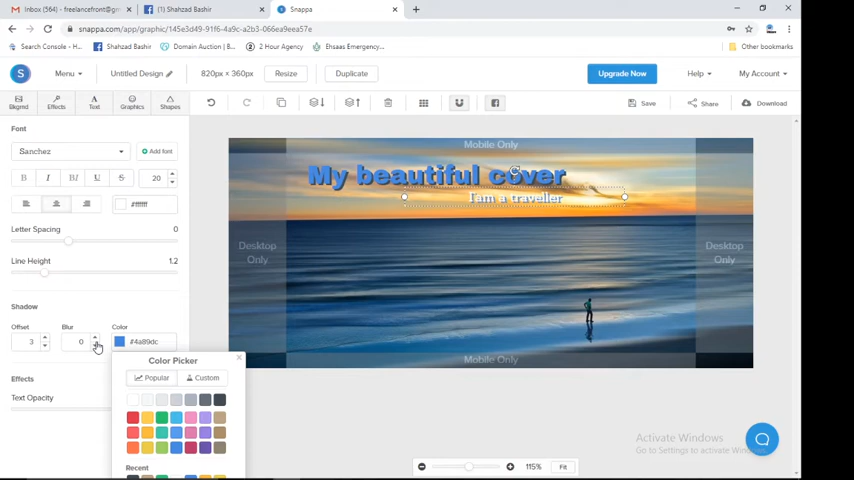 Inbox (564) - freelancefront@gr
(1) Shahzad Bashir
Snappa
snappa.com/app/graphic/145e3d49-91f6-4a9c-a2b3-066ea9eea57e
Search Console - H...
Shahzad Bashir
Domain Auction | B...
2 Hour Agency
Ehsaas Emergency...
Other bookmarks
S
Menu
Untitled Design
820px × 360px
Resize
Duplicate
Upgrade Now
Help
My Account
Bkgrnd
Effects
Text
Graphics
Shapes
Save
Share
Download
Font
Sanchez
Add font
B I B! U S 20
#ffffff
Letter Spacing 0
Line Height 1.2
Shadow
Offset Blur Color
3 0 #4a89dc
Effects
Text Opacity
Color Picker
Popular
Custom
Recent
Mobile Only
My beautiful cover
I am a traveller
Desktop Only
Desktop Only
Mobile Only
115%
Fit
Activate Windows
Go to Settings to activate Windows.